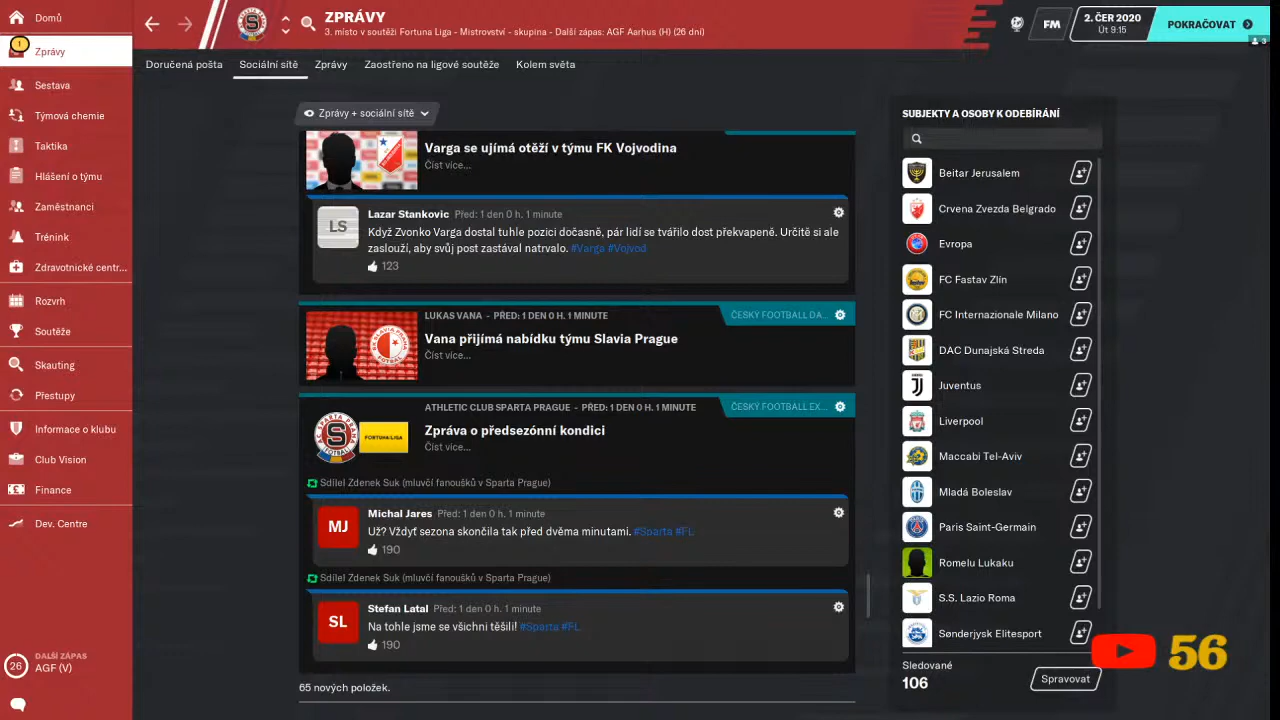 Domů
1
Zprávy
Sestava
Týmová chemie
Taktika
Hlášení o týmu
Zaměstnanci
Trénink
Zdravotnické centr...
Rozvrh
Soutěže
Skauting
Přestupy
Informace o klubu
Club Vision
Finance
Dev. Centre
26
DALŠÍ ZÁPAS
AGF (V)
ZPRÁVY
3. místo v soutěži Fortuna Liga - Mistrovství - skupina - Další zápas: AGF Aarhus (H) (26 dní)
FM
2. ČER 2020
Út 9:15
POKRAČOVAT
3
Doručená pošta
Sociální sítě
Zprávy
Zaostřeno na ligové soutěže
Kolem světa
Zprávy + sociální sítě
Varga se ujímá otěží v týmu FK Vojvodina
Číst více...
LS
Lazar Stankovic Před: 1 den 0 h. 1 minute
Když Zvonko Varga dostal tuhle pozici dočasně, pár lidí se tvářilo dost překvapeně. Určitě si ale
zaslouží, aby svůj post zastával natrvalo. #Varga #Vojvod
123
LUKAS VANA - PŘED: 1 DEN 0 H. 1 MINUTE
ČESKÝ FOOTBALL DA...
Vana přijímá nabídku týmu Slavia Prague
Číst více...
ATHLETIC CLUB SPARTA PRAGUE - PŘED: 1 DEN 0 H. 1 MINUTE
ČESKÝ FOOTBALL EX...
FORTUNA:LIGA
Zpráva o předsezónní kondici
Číst více...
Sdílel Zdenek Suk (mluvčí fanoušků v Sparta Prague)
MJ
Michal Jares Před: 1 den 0 h. 1 minute
Už? Vždyť sezona skončila tak před dvěma minutami. #Sparta #FL
190
Sdílel Zdenek Suk (mluvčí fanoušků v Sparta Prague)
SL
Stefan Latal Před: 1 den 0 h. 1 minute
Na tohle jsme se všichni těšili! #Sparta #FL
190
65 nových položek.
SUBJEKTY A OSOBY K ODEBÍRÁNÍ
Beitar Jerusalem
Crvena Zvezda Belgrado
Evropa
FC Fastav Zlín
FC Internazionale Milano
DAC Dunajská Streda
Juventus
Liverpool
Maccabi Tel-Aviv
Mladá Boleslav
Paris Saint-Germain
Romelu Lukaku
S.S. Lazio Roma
Sønderjysk Elitesport
Sledované
106
Spravovat
56